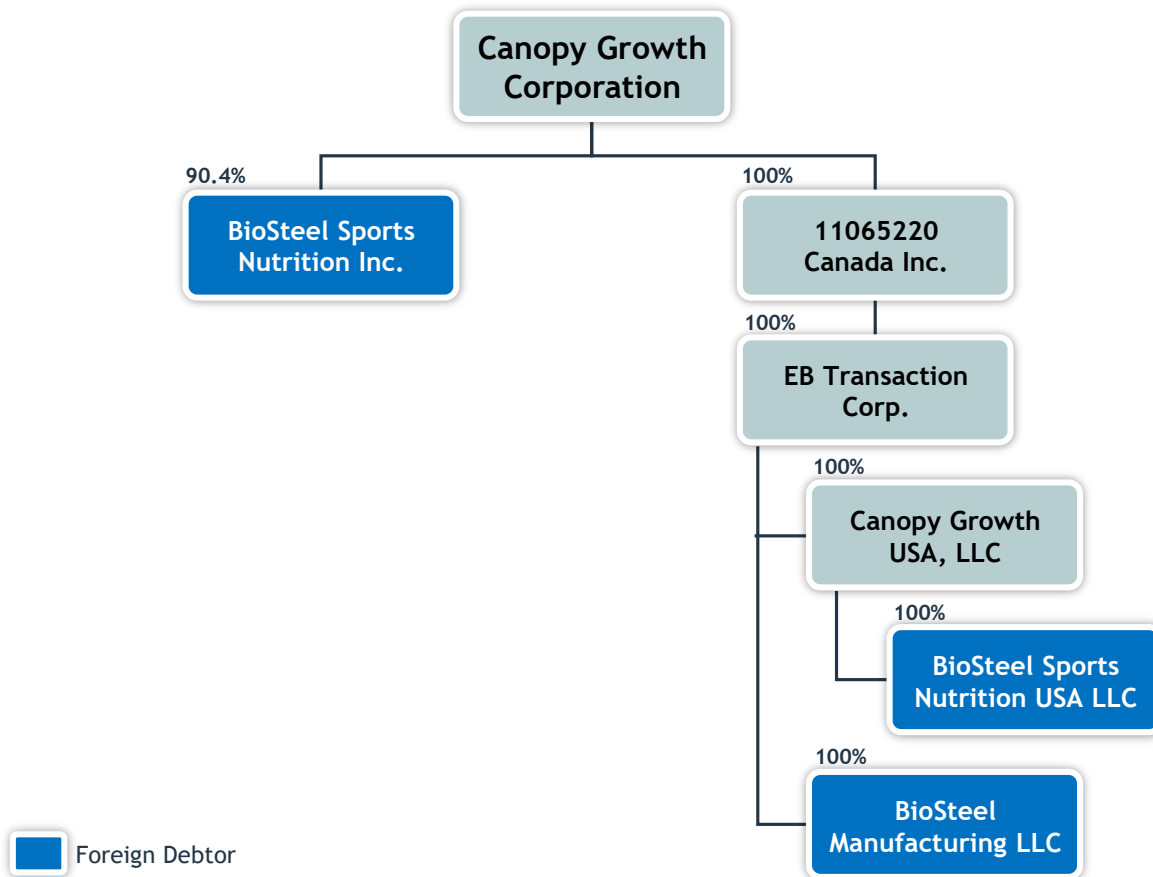 Canopy Growth
Corporation
90.4%
100%
BioSteel Sports
Nutrition Inc.
11065220
Canada Inc.
100%
EB Transaction
Corp.
100%
Canopy Growth
USA, LLC
100%
BioSteel Sports
Nutrition USA LLC
100%
BioSteel
Manufacturing LLC
Foreign Debtor